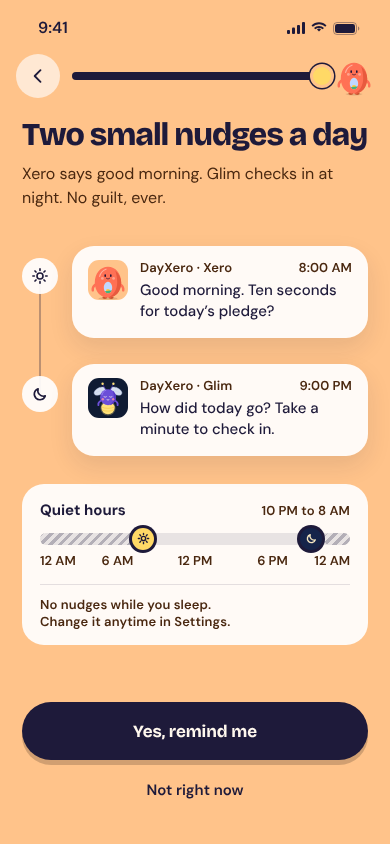 9:41
Two small nudges a day
Xero says good morning. Glim checks in at
night. No guilt, ever.
DayXero · Xero 8:00 AM
Good morning. Ten seconds
for today’s pledge?
DayXero · Glim 9:00 PM
How did today go? Take a
minute to check in.
Quiet hours 10 PM to 8 AM
12 AM 6 AM 12 PM 6 PM 12 AM
No nudges while you sleep.
Change it anytime in Settings.
Yes, remind me
Not right now